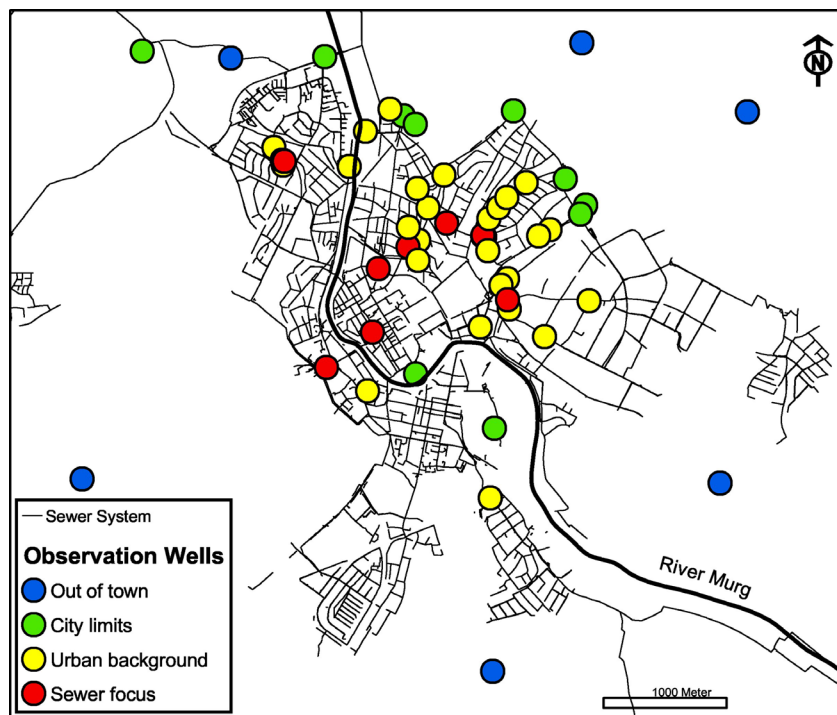 N
Sewer System
Observation Wells
Out of town
City limits
Urban background
Sewer focus
River Murg
1000 Meter